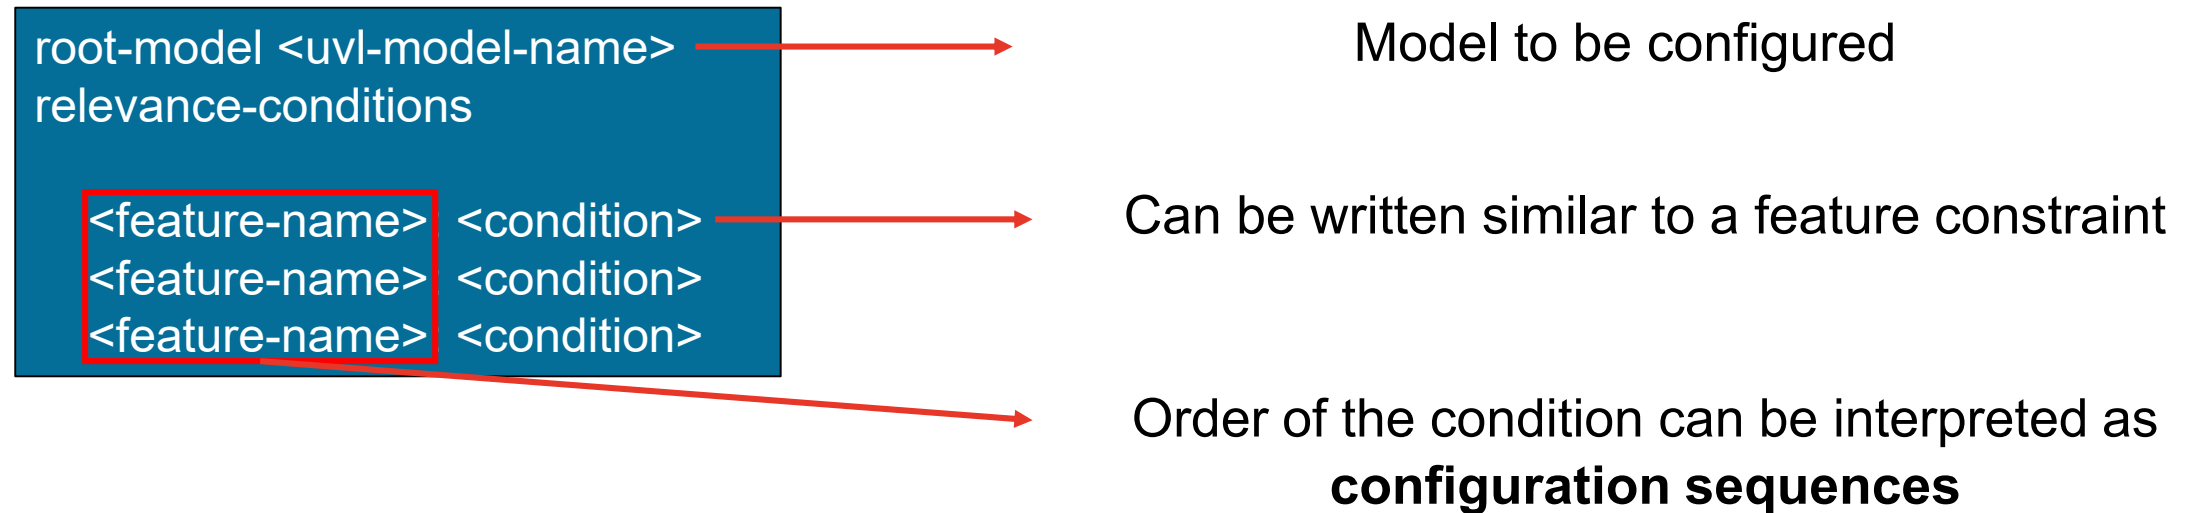 root-model <uvl-model-name>
Model to be configured
relevance-conditions
<feature-name> <condition>
Can be written similar to a feature constraint
<feature-name> <condition>
<feature-name> <condition>
Order of the condition can be interpreted as
configuration sequences